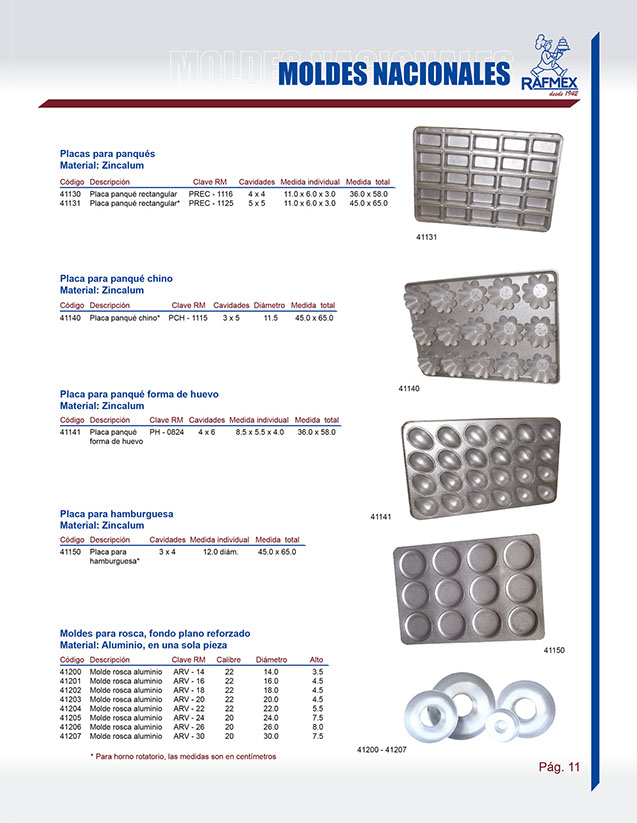 MOLDES NACIONALES
MOLDES NACIONALES
RAFMEX
desde 1942
Placas para panqués
Material: Zincalum
Código Descripción Clave RM Cavidades Medida individual Medida total
41130 Placa panqué rectangular PREC - 1116 4 x 4 11.0 x 6.0 x 3.0 36.0 x 58.0
41131 Placa panqué rectangular* PREC - 1125 5 x 5 11.0 x 6.0 x 3.0 45.0 x 65.0
41131
Placa para panqué chino
Material: Zincalum
Código Descripción Clave RM Cavidades Diámetro Medida total
41140 Placa panqué chino* PCH - 1115 3 x 5 11.5 45.0 x 65.0
41140
Placa para panqué forma de huevo
Material: Zincalum
Código Descripción Clave RM Cavidades Medida individual Medida total
41141 Placa panqué PH - 0824 4 x 6 8.5 x 5.5 x 4.0 36.0 x 58.0
forma de huevo
41141
Placa para hamburguesa
Material: Zincalum
Código Descripción Cavidades Medida individual Medida total
41150 Placa para 3 x 4 12.0 diám. 45.0 x 65.0
hamburguesa*
41150
Moldes para rosca, fondo plano reforzado
Material: Aluminio, en una sola pieza
Código Descripción Clave RM Calibre Diámetro Alto
41200 Molde rosca aluminio ARV - 14 22 14.0 3.5
41201 Molde rosca aluminio ARV - 16 22 16.0 4.5
41202 Molde rosca aluminio ARV - 18 22 18.0 4.5
41203 Molde rosca aluminio ARV - 20 22 20.0 4.5
41204 Molde rosca aluminio ARV - 22 22 22.0 5.5
41205 Molde rosca aluminio ARV - 24 20 24.0 7.5
41206 Molde rosca aluminio ARV - 26 20 26.0 8.0
41207 Molde rosca aluminio ARV - 30 20 30.0 7.5
41200 - 41207
* Para horno rotatorio, las medidas son en centímetros
Pág. 11